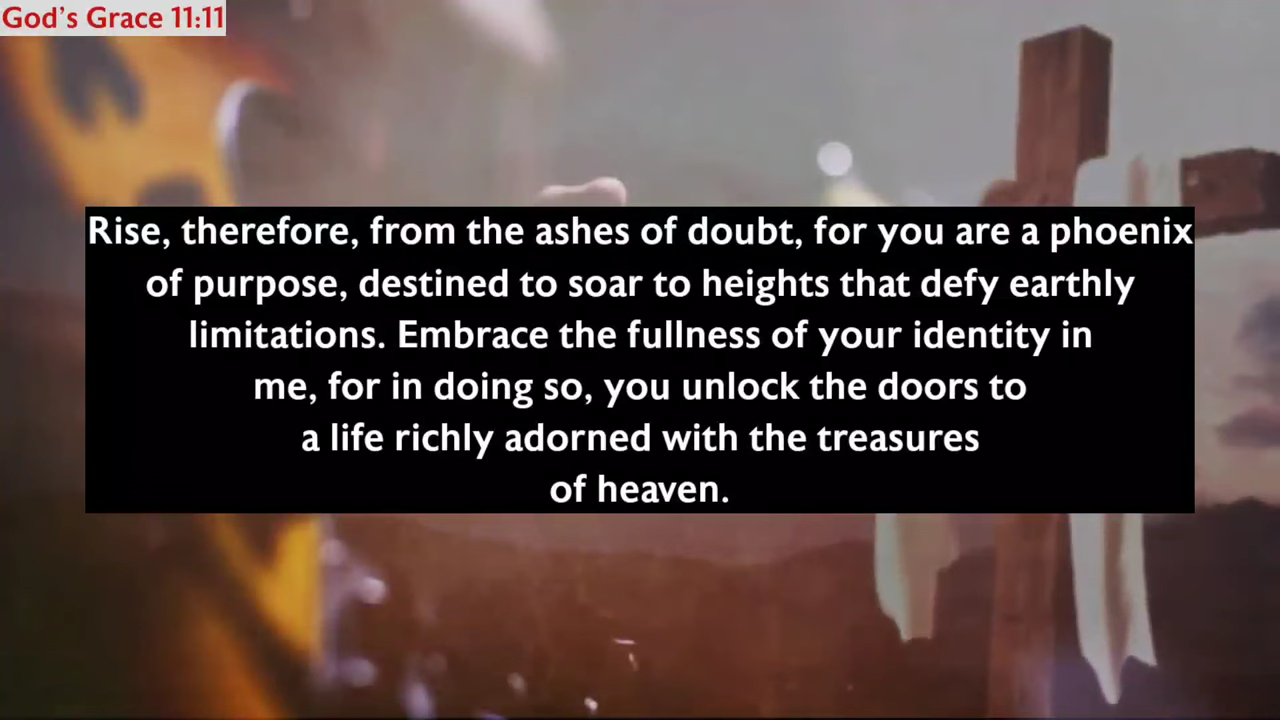 God's Grace 11:11
Rise, therefore, from the ashes of doubt, for you are a phoenix
of purpose, destined to soar to heights that defy earthly
limitations. Embrace the fullness of your identity in
me, for in doing so, you unlock the doors to
a life richly adorned with the treasures
of heaven.